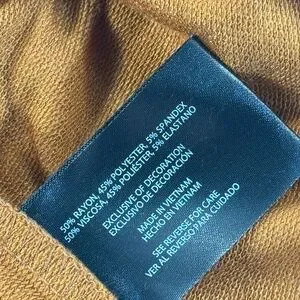 50% RAYON, 45% POLYESTER, 5% SPANDEX
50% VISCOSA, 45% POLIÉSTER, 5% ELASTANO
EXCLUSIVE OF DECORATION
EXCLUSIVO DE DECORACIÓN
MADE IN VIETNAM
HECHO EN VIETNAM
SEE REVERSE FOR CARE
VER AL REVERSO PARA CUIDADO